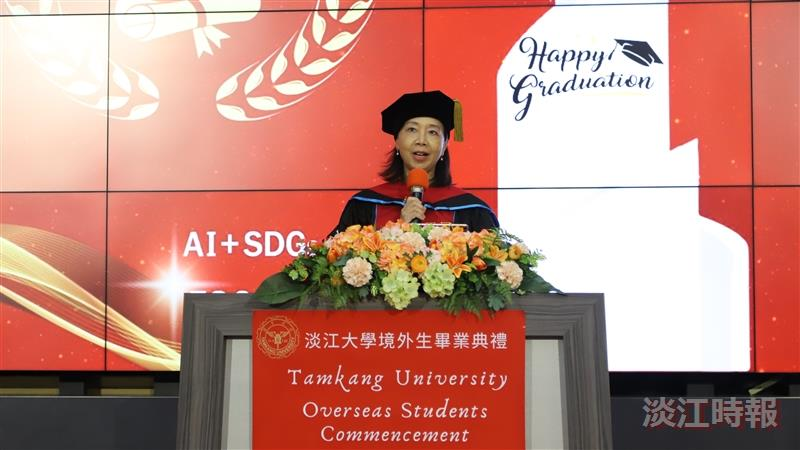 Happy
Graduation
AI+SDG
淡江大學境外生畢業典禮
Tamkang University
Overseas Students
Commencement
淡江時報